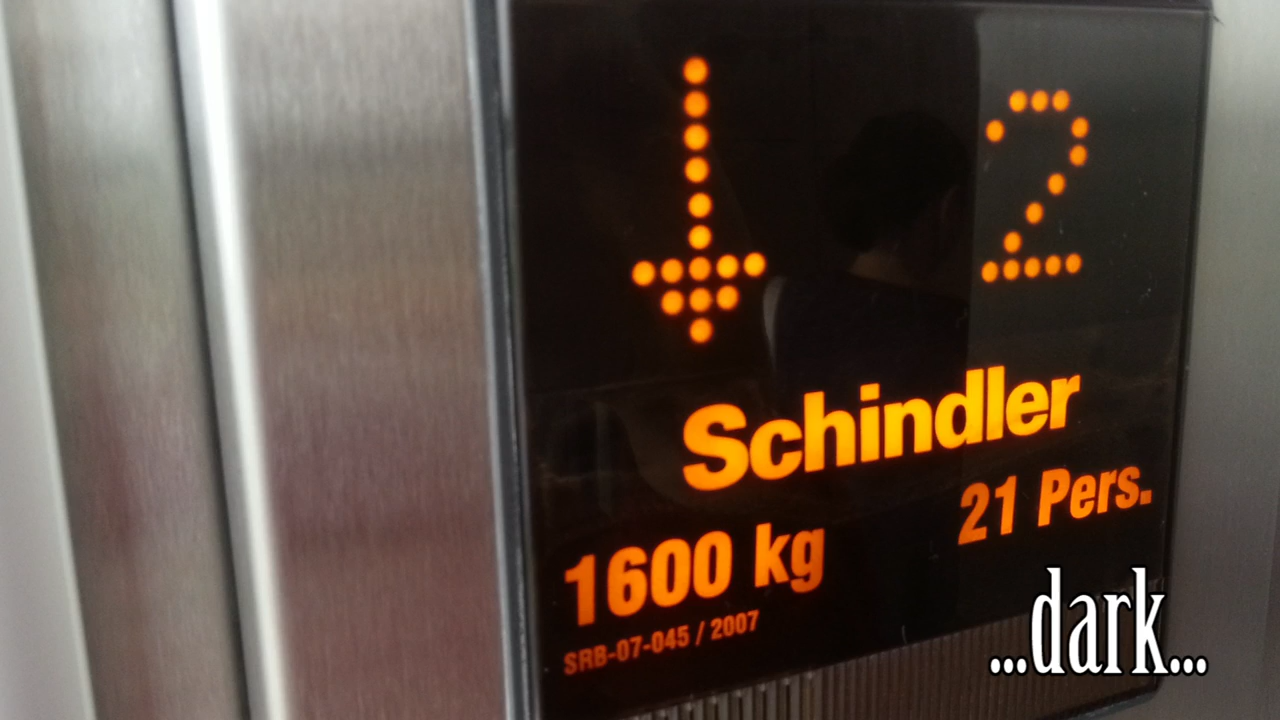 2
Schindler
21 Pers.
1600 kg
SRB-07-045 / 2007
...dark...